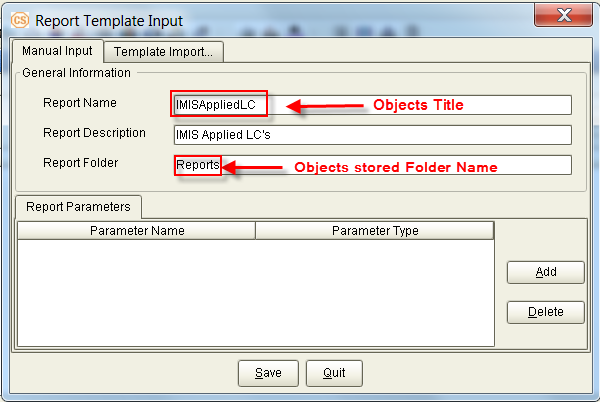 CS Report Template Input X
Manual Input Template Import...
General Information
Report Name IMISAppliedLC Objects Title
Report Description IMIS Applied LC's
Report Folder Reports Objects stored Folder Name
Report Parameters
Parameter Name Parameter Type
Add
Delete
Save Quit